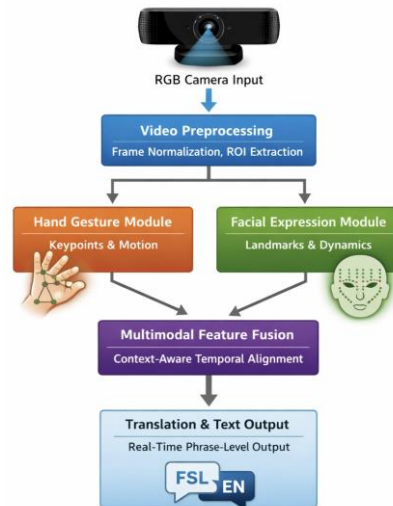 RGB Camera Input
Video Preprocessing
Frame Normalization, ROI Extraction
Hand Gesture Module
Keypoints & Motion
Facial Expression Module
Landmarks & Dynamics
Multimodal Feature Fusion
Context-Aware Temporal Alignment
Translation & Text Output
Real-Time Phrase-Level Output
FSL
EN